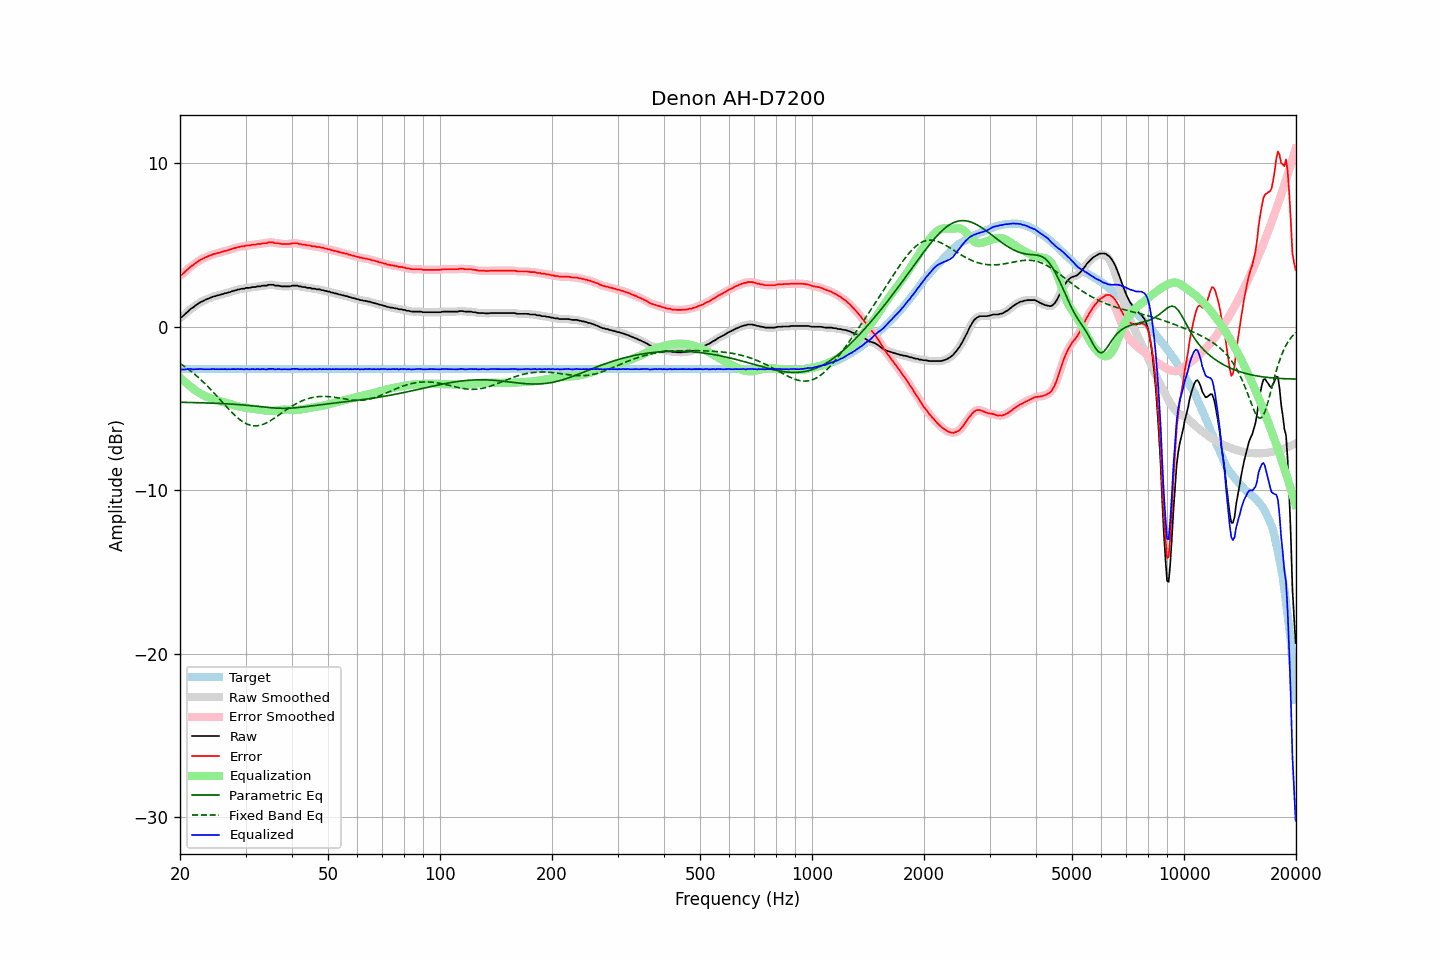 Denon AH-D7200
Amplitude (dBr)
10
0
−10
−20
−30
Target
Raw Smoothed
Error Smoothed
Raw
Error
Equalization
Parametric Eq
Fixed Band Eq
Equalized
20 50 100 200 500 1000 2000 5000 10000 20000
Frequency (Hz)